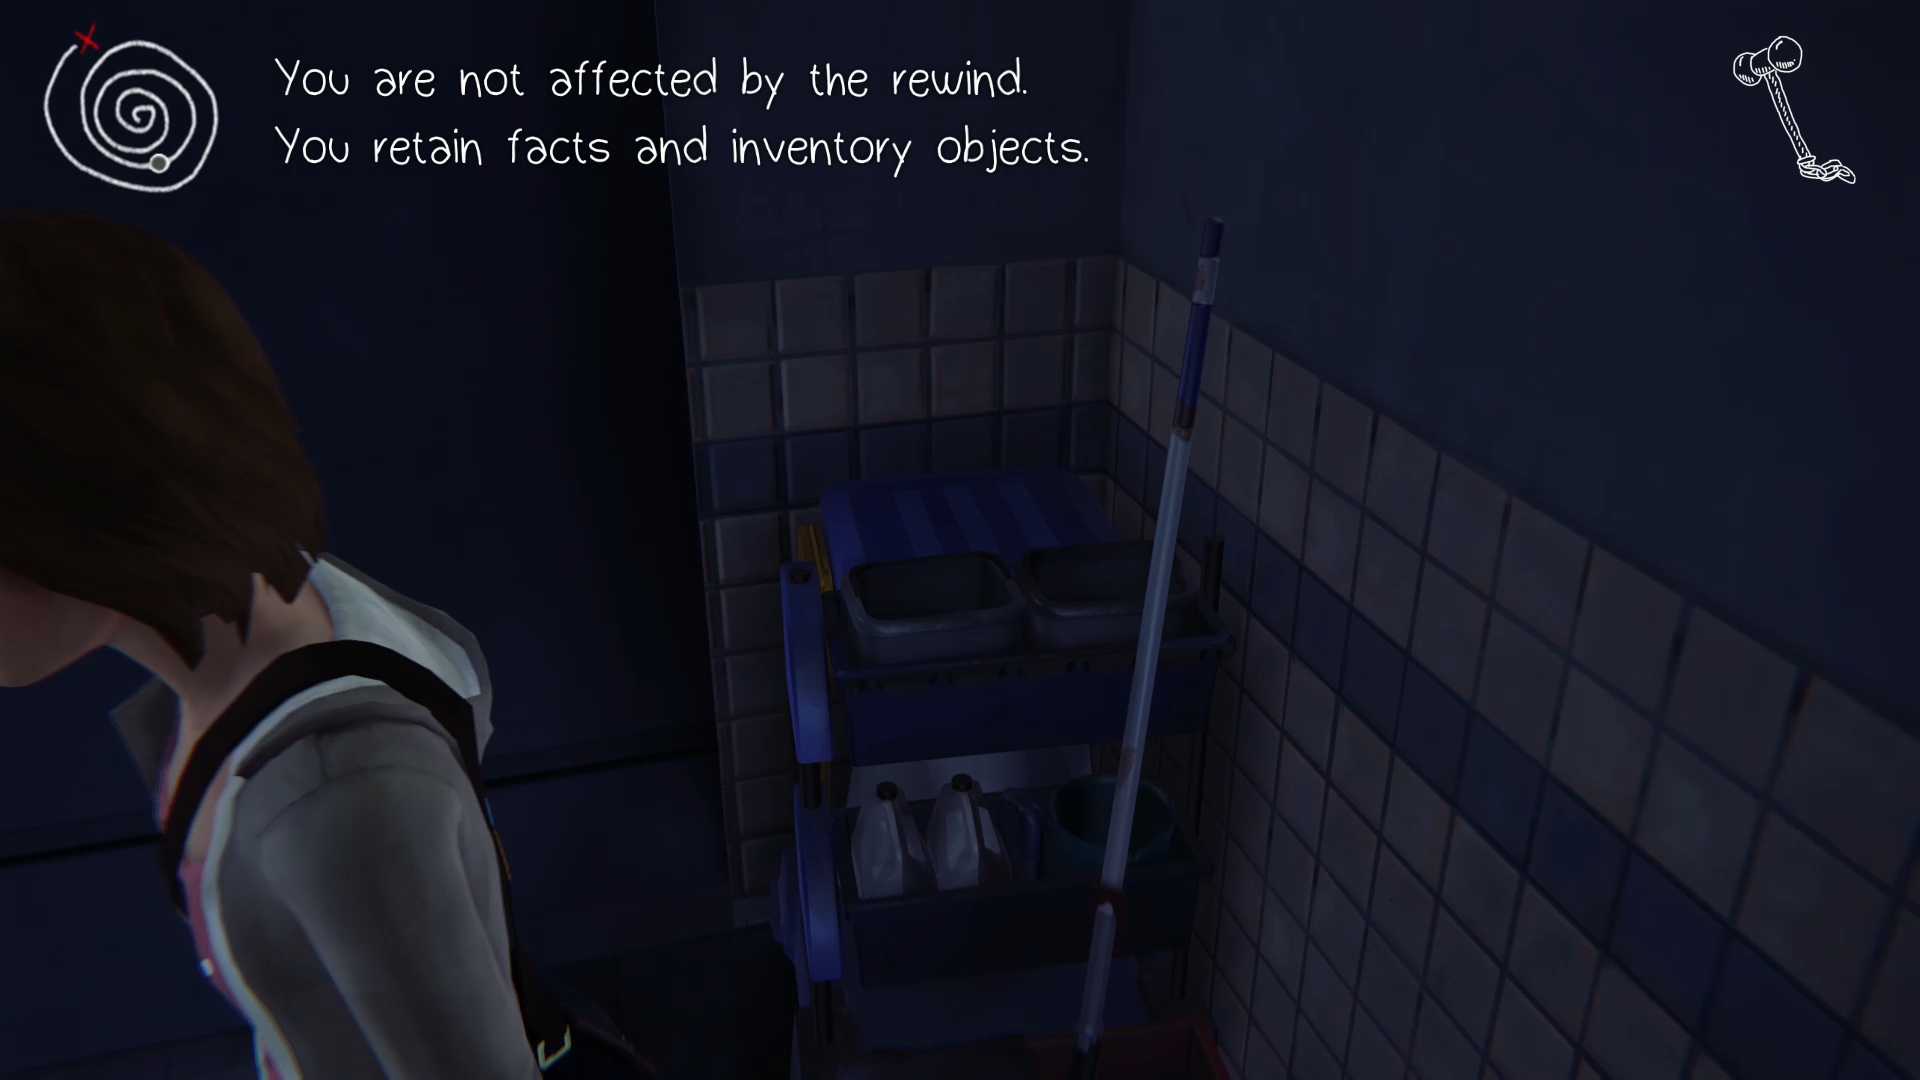 You are not affected by the rewind.
You retain facts and inventory objects.